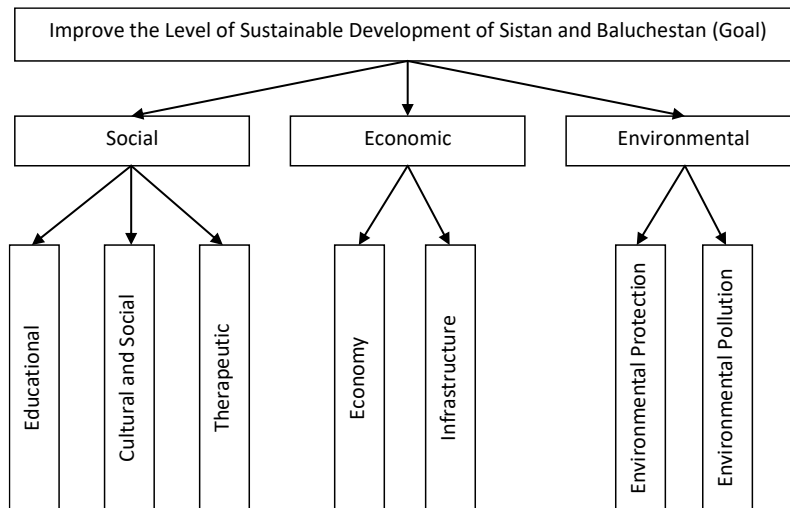 Improve the Level of Sustainable Development of Sistan and Baluchestan (Goal)
Social
Economic
Environmental
Educational
Cultural and Social
Therapeutic
Economy
Infrastructure
Environmental Protection
Environmental Pollution